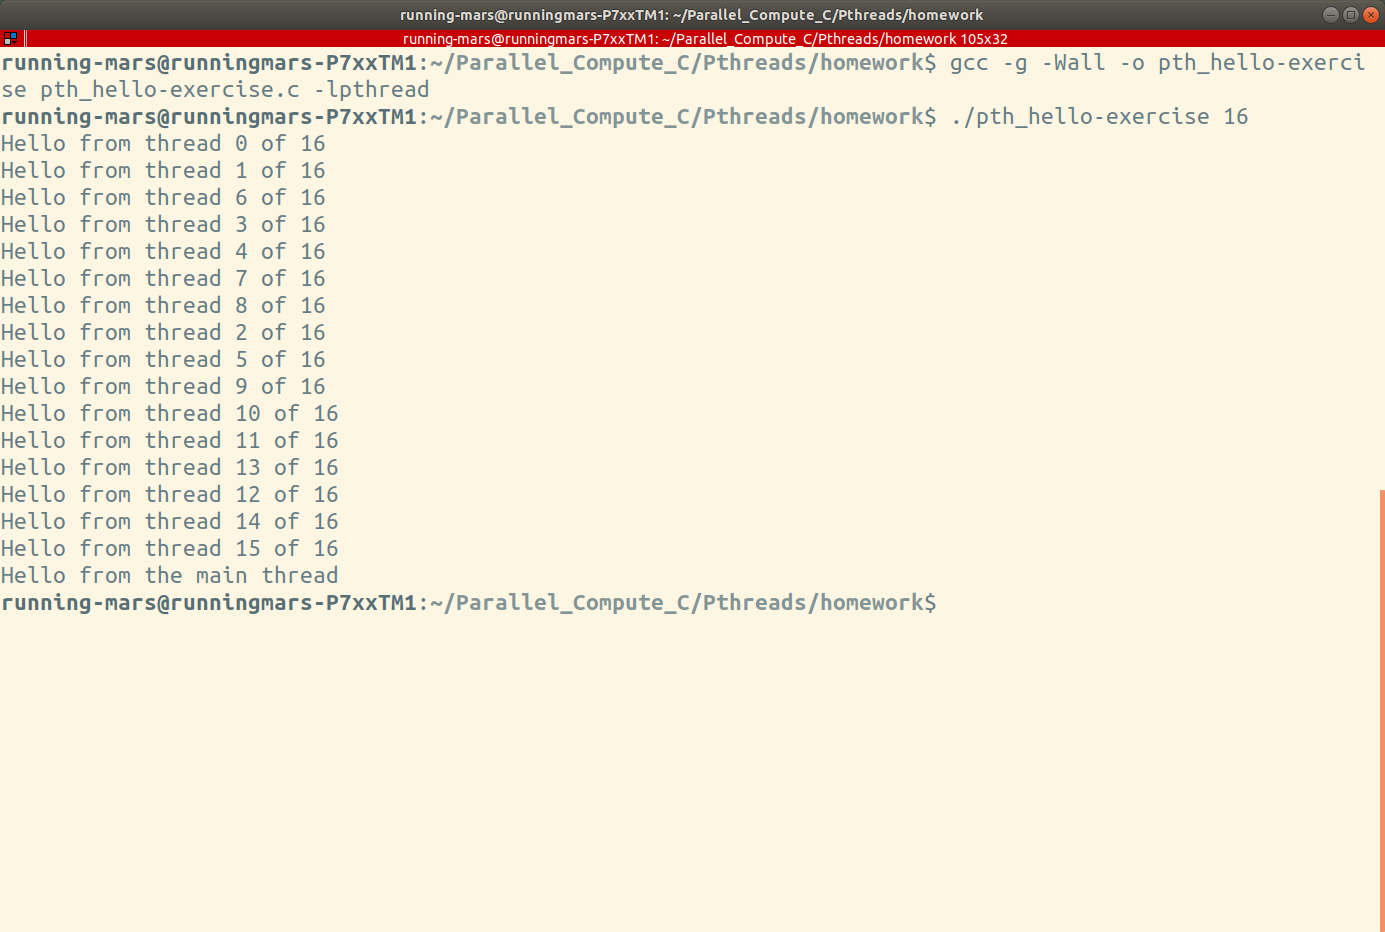 running-mars@runningmars-P7xxTM1: ~/Parallel_Compute_C/Pthreads/homework
running-mars@runningmars-P7xxTM1: ~/Parallel_Compute_C/Pthreads/homework 105x32
running-mars@runningmars-P7xxTM1:~/Parallel_Compute_C/Pthreads/homework$ gcc -g -Wall -o pth_hello-exerci
se pth_hello-exercise.c -lpthread
running-mars@runningmars-P7xxTM1:~/Parallel_Compute_C/Pthreads/homework$ ./pth_hello-exercise 16
Hello from thread 0 of 16
Hello from thread 1 of 16
Hello from thread 6 of 16
Hello from thread 3 of 16
Hello from thread 4 of 16
Hello from thread 7 of 16
Hello from thread 8 of 16
Hello from thread 2 of 16
Hello from thread 5 of 16
Hello from thread 9 of 16
Hello from thread 10 of 16
Hello from thread 11 of 16
Hello from thread 13 of 16
Hello from thread 12 of 16
Hello from thread 14 of 16
Hello from thread 15 of 16
Hello from the main thread
running-mars@runningmars-P7xxTM1:~/Parallel_Compute_C/Pthreads/homework$